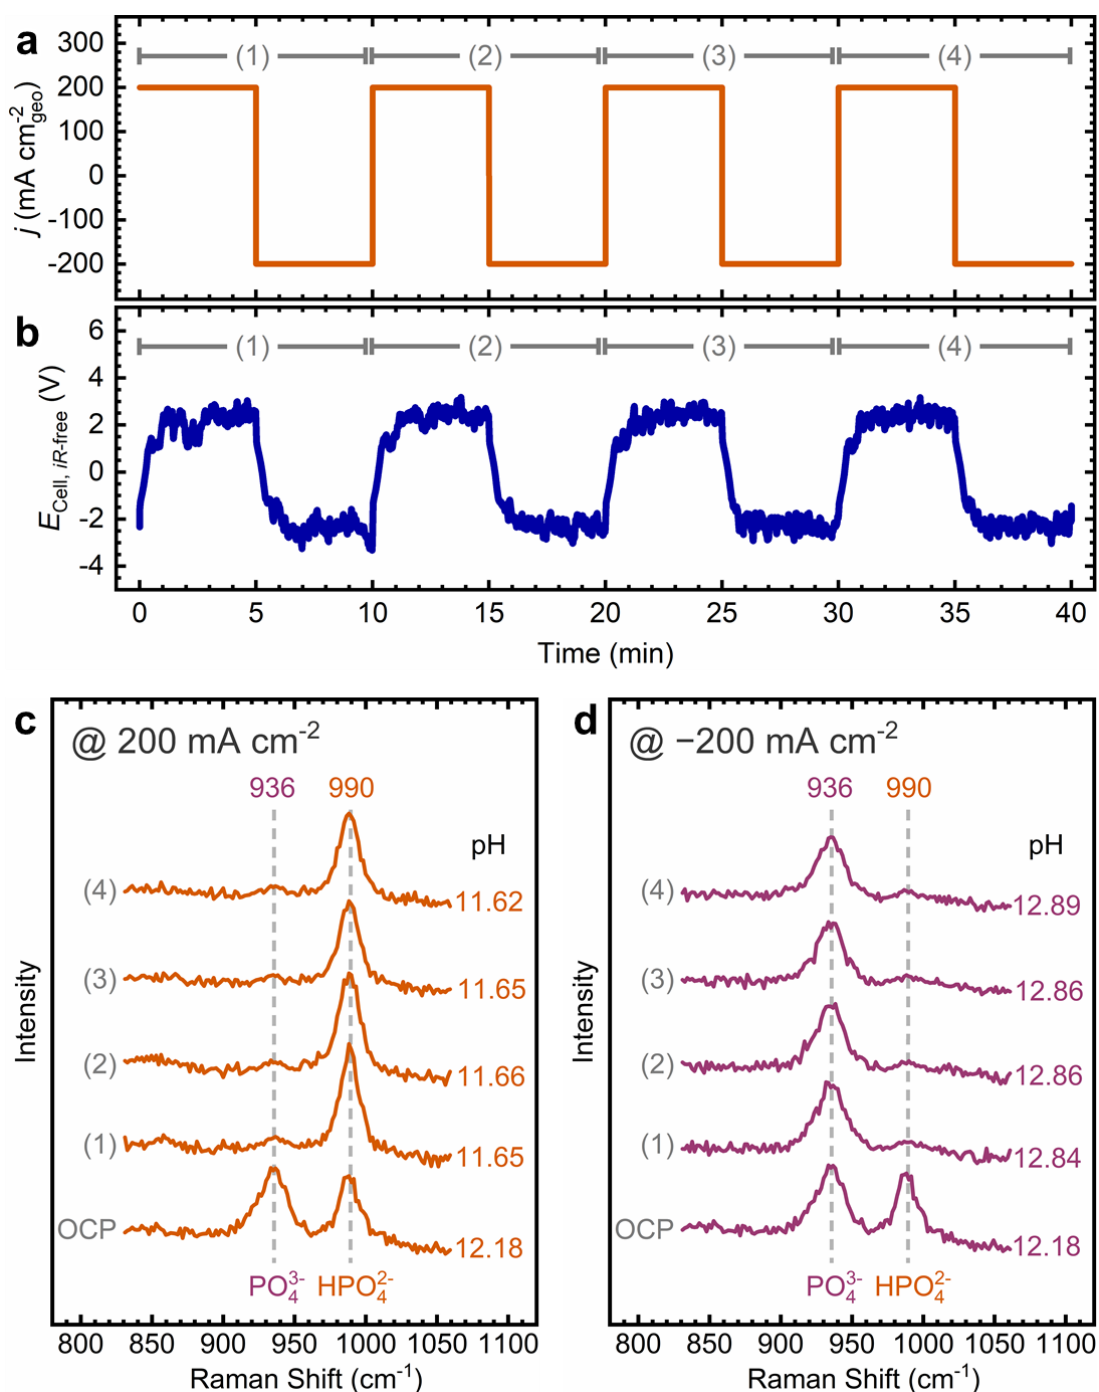 a
300
200
100
0
-100
-200
j (mA cm⁻²geo)
(1) (2) (3) (4)
b
6
4
2
0
-2
-4
E Cell, iR-free (V)
(1) (2) (3) (4)
0 5 10 15 20 25 30 35 40
Time (min)
c
@ 200 mA cm⁻²
936 990
pH
(4) 11.62
(3) 11.65
(2) 11.66
(1) 11.65
OCP 12.18
PO₄³⁻ HPO₄²⁻
Intensity
800 850 900 950 1000 1050 1100
Raman Shift (cm⁻¹)
d
@ −200 mA cm⁻²
936 990
pH
(4) 12.89
(3) 12.86
(2) 12.86
(1) 12.84
OCP 12.18
PO₄³⁻ HPO₄²⁻
Intensity
800 850 900 950 1000 1050 1100
Raman Shift (cm⁻¹)